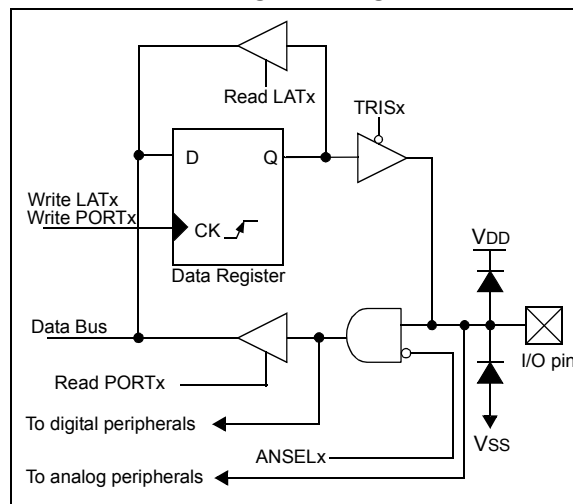 Read LATx
TRISx
D
Q
Write LATx
Write PORTx
CK
Data Register
VDD
Data Bus
I/O pin
Read PORTx
To digital peripherals
VSS
ANSELx
To analog peripherals